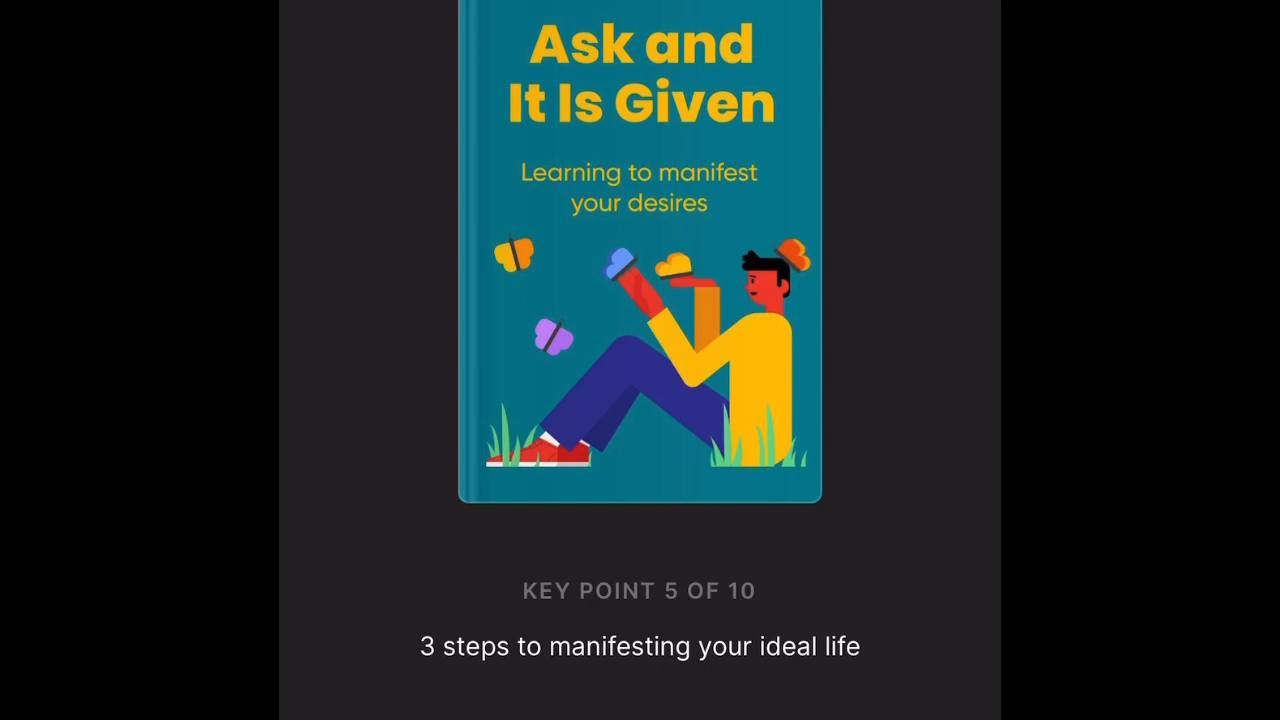 Ask and
It Is Given
Learning to manifest
your desires
KEY POINT 5 OF 10
3 steps to manifesting your ideal life